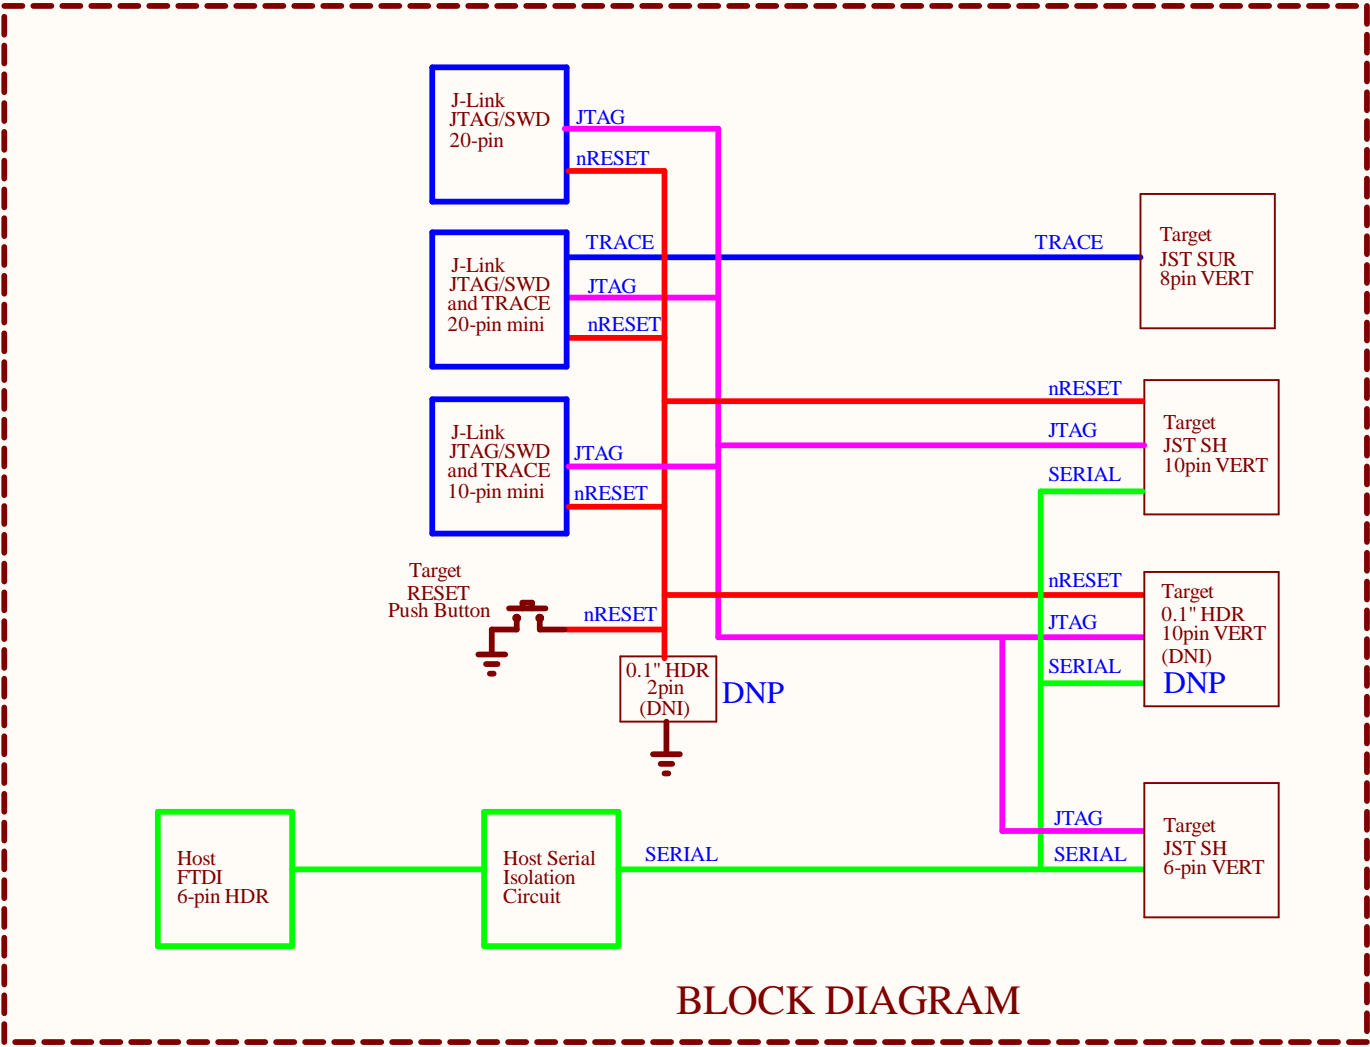 J-Link
JTAG/SWD
20-pin
JTAG
nRESET
J-Link
JTAG/SWD
and TRACE
20-pin mini
TRACE
JTAG
nRESET
TRACE
Target
JST SUR
8pin VERT
J-Link
JTAG/SWD
and TRACE
10-pin mini
JTAG
nRESET
nRESET
JTAG
SERIAL
Target
JST SH
10pin VERT
Target
RESET
Push Button
nRESET
0.1" HDR
2pin
(DNI)
DNP
nRESET
JTAG
SERIAL
Target
0.1" HDR
10pin VERT
(DNI)
DNP
Host
FTDI
6-pin HDR
Host Serial
Isolation
Circuit
SERIAL
JTAG
SERIAL
Target
JST SH
6-pin VERT
BLOCK DIAGRAM